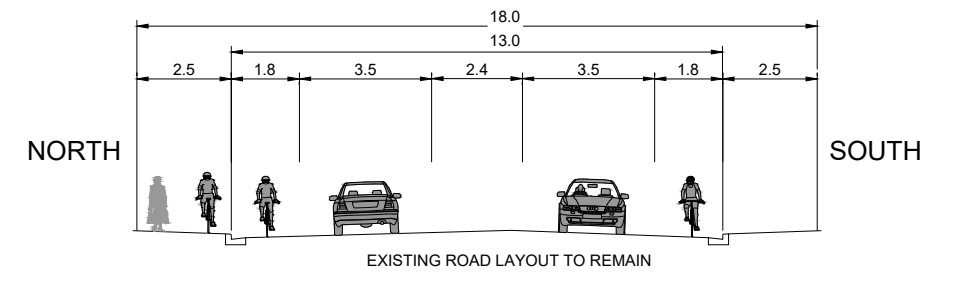 18.0
13.0
2.5 1.8 3.5 2.4 3.5 1.8 2.5
NORTH SOUTH
EXISTING ROAD LAYOUT TO REMAIN